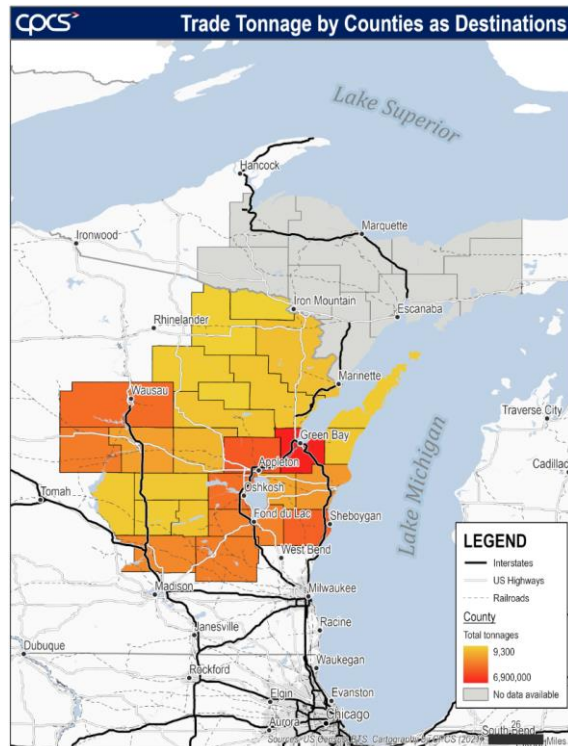 CPCS
Trade Tonnage by Counties as Destinations
Lake Superior
Hancock
Marquette
Ironwood
Iron Mountain
Escanaba
Rhinelander
Marinette
Wausau
Traverse City
Green Bay
Cadillac
Appleton
Lake Michigan
Tomah
Oshkosh
Fond du Lac
Sheboygan
West Bend
Madison
Milwaukee
Janesville
Racine
Dubuque
Waukegan
Rockford
Elgin
Evanston
Chicago
Aurora
South Bend
LEGEND
Interstates
US Highways
Railroads
County
Total tonnages
9,300
6,900,000
No data available
26
Miles